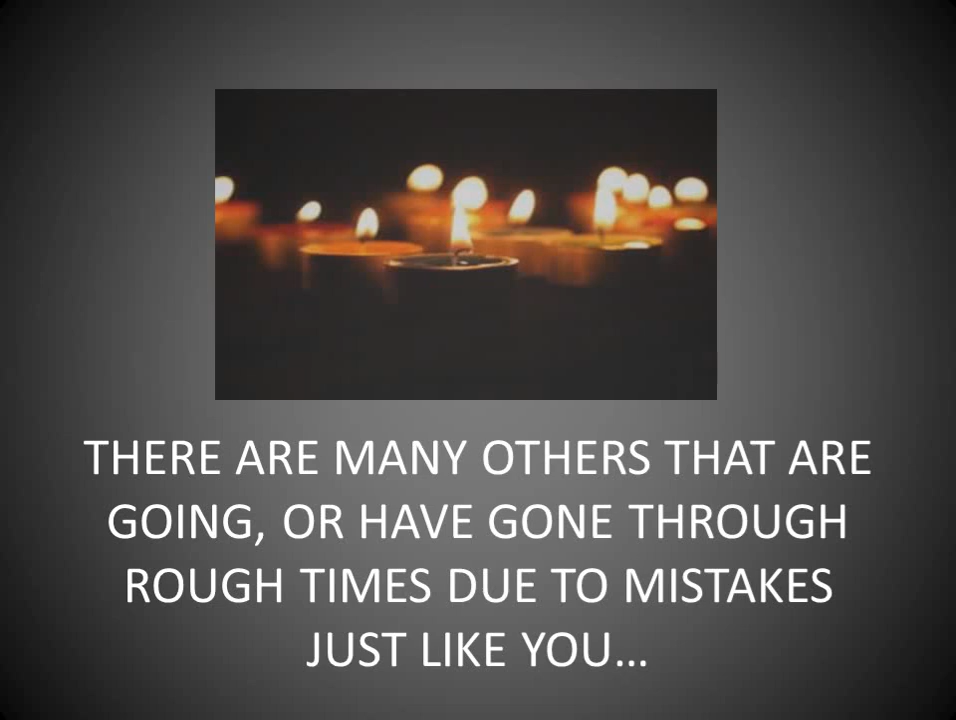 THERE ARE MANY OTHERS THAT ARE
GOING, OR HAVE GONE THROUGH
ROUGH TIMES DUE TO MISTAKES
JUST LIKE YOU…